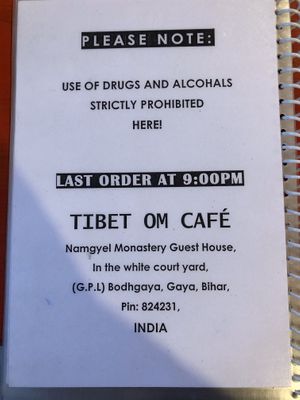 PLEASE NOTE:
USE OF DRUGS AND ALCOHALS
STRICTLY PROHIBITED
HERE!
LAST ORDER AT 9:00PM
TIBET OM CAFÉ
Namgyel Monastery Guest House,
In the white court yard,
(G.P.L) Bodhgaya, Gaya, Bihar,
Pin: 824231,
INDIA